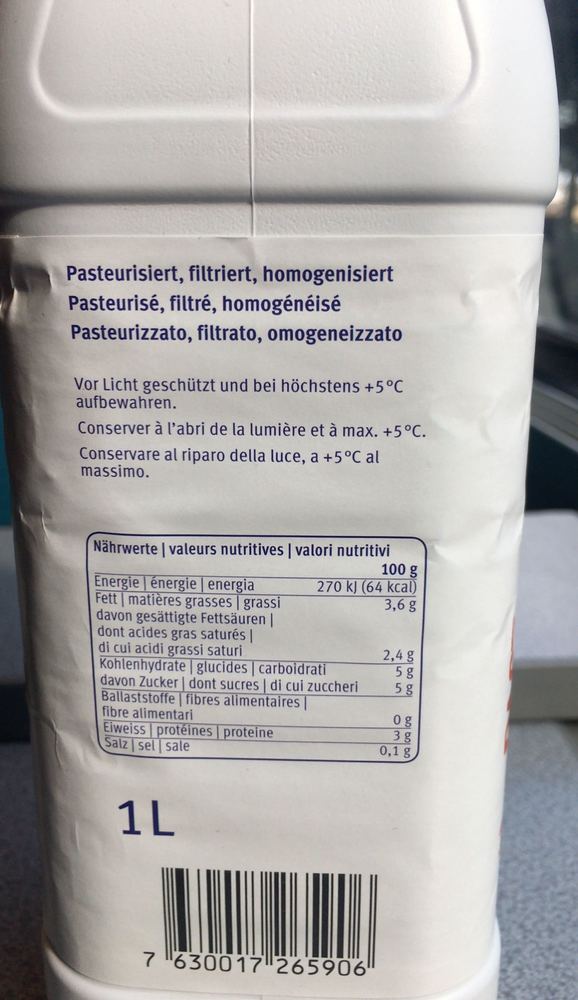 Pasteurisiert, filtriert, homogenisiert
Pasteurisé, filtré, homogénéisé
Pasteurizzato, filtrato, omogeneizzato
Vor Licht geschützt und bei höchstens +5°C
aufbewahren.
Conserver à l'abri de la lumière et à max. +5°C.
Conservare al riparo della luce, a +5°C al
massimo.
Nährwerte | valeurs nutritives | valori nutritivi
100 g
Energie | énergie | energia 270 kJ (64 kcal)
Fett | matières grasses | grassi 3,6 g
davon gesättigte Fettsäuren |
dont acides gras saturés |
di cui acidi grassi saturi 2,4 g
Kohlenhydrate | glucides | carboidrati 5 g
davon Zucker | dont sucres | di cui zuccheri 5 g
Ballaststoffe | fibres alimentaires |
fibre alimentari 0 g
Eiweiss | protéines | proteine 3 g
Salz | sel | sale 0,1 g
1L
7 630017 265906